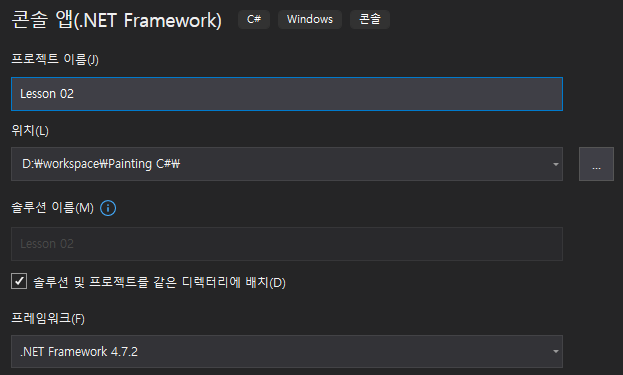 콘솔 앱(.NET Framework) C# Windows 콘솔
프로젝트 이름(J)
Lesson 02
위치(L)
D:₩workspace₩Painting C#₩
...
솔루션 이름(M)
Lesson 02
솔루션 및 프로젝트를 같은 디렉터리에 배치(D)
프레임워크(F)
.NET Framework 4.7.2